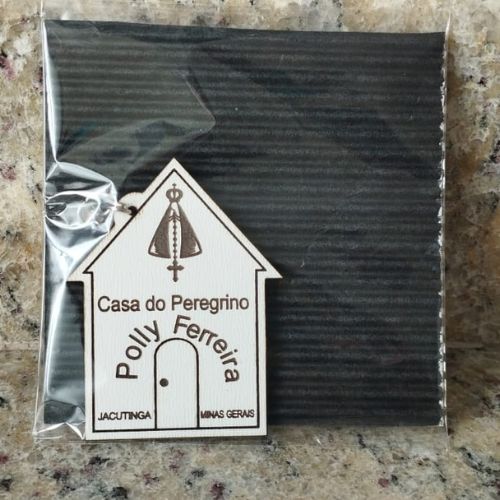 Casa do Peregrino
Polly Ferreira
JACUTINGA MINAS GERAIS